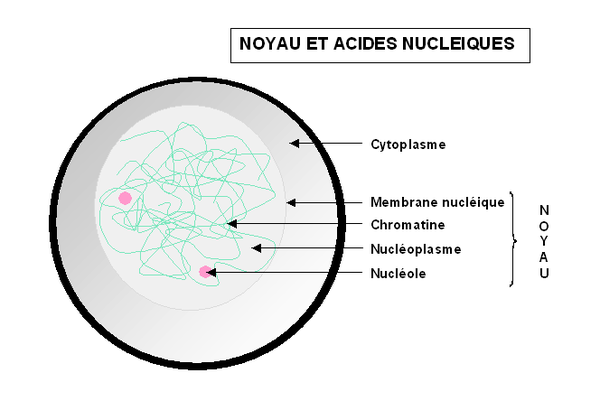 NOYAU ET ACIDES NUCLEIQUES
Cytoplasme
Membrane nucléique
Chromatine
Nucléoplasme
Nucléole
N
O
Y
A
U